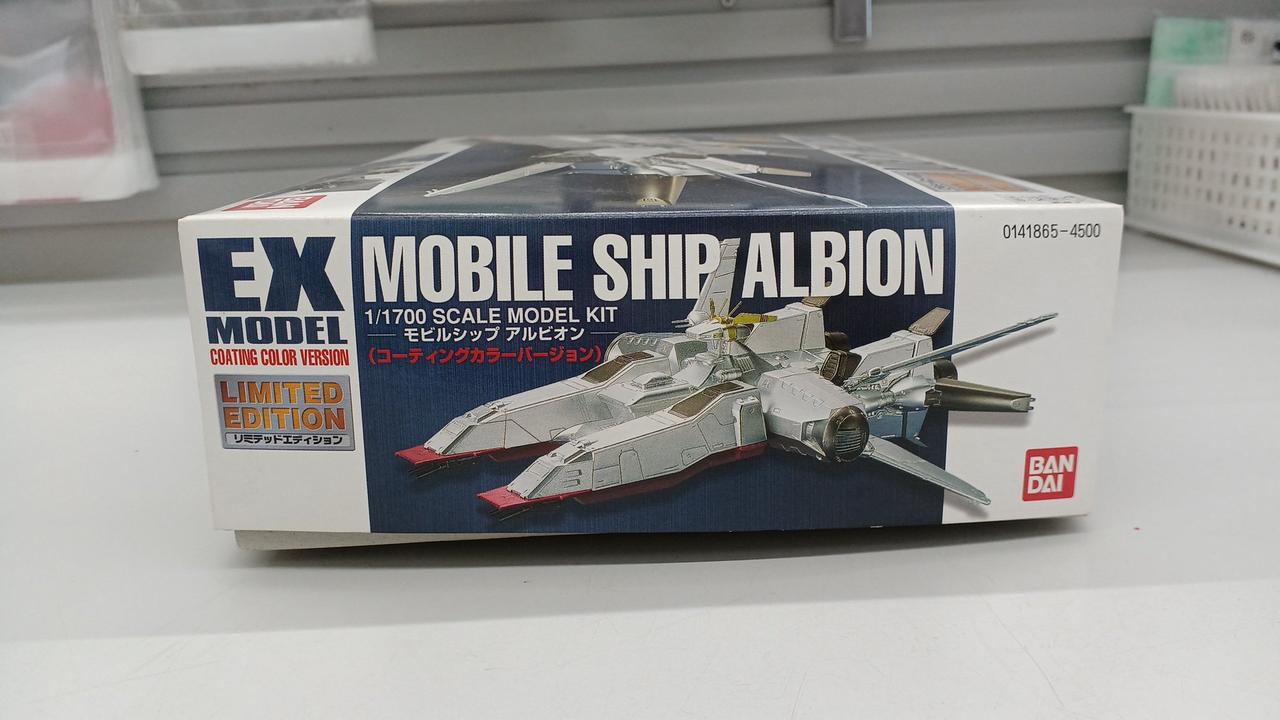 EX
MODEL
COATING COLOR VERSION
LIMITED
EDITION
リミテッドエディション
MOBILE SHIP ALBION
1/1700 SCALE MODEL KIT
モビルシップ アルビオン
(コーティングカラーバージョン)
0141865-4500
BAN
DAI